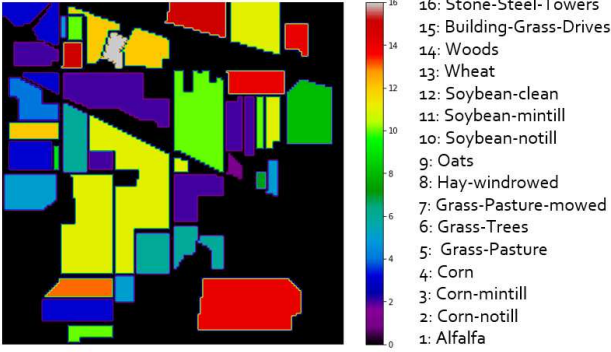 16
14
12
10
8
6
4
2
0
16: Stone-Steel-Towers
15: Building-Grass-Drives
14: Woods
13: Wheat
12: Soybean-clean
11: Soybean-mintill
10: Soybean-notill
9: Oats
8: Hay-windrowed
7: Grass-Pasture-mowed
6: Grass-Trees
5: Grass-Pasture
4: Corn
3: Corn-mintill
2: Corn-notill
1: Alfalfa